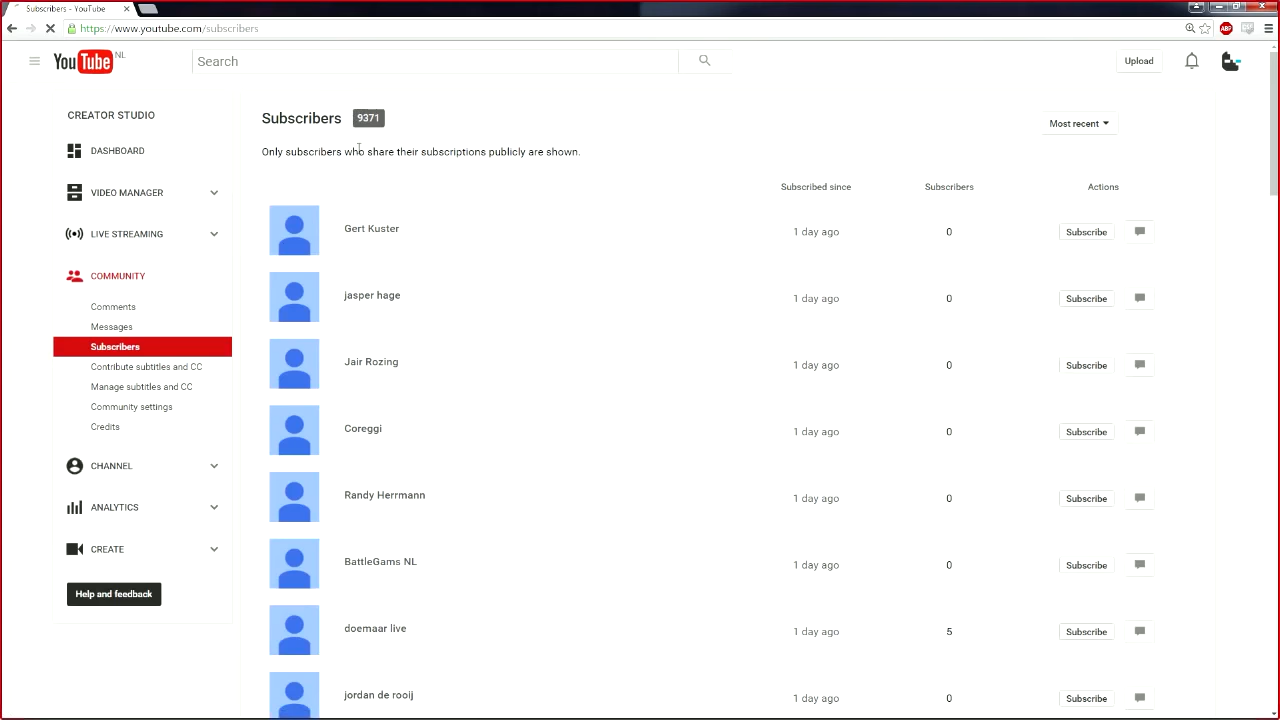 Subscribers - YouTube
https://www.youtube.com/subscribers
YouTube NL
Search
Upload
CREATOR STUDIO
DASHBOARD
VIDEO MANAGER
LIVE STREAMING
COMMUNITY
Comments
Messages
Subscribers
Contribute subtitles and CC
Manage subtitles and CC
Community settings
Credits
CHANNEL
ANALYTICS
CREATE
Help and feedback
Subscribers 9371
Most recent
Only subscribers who share their subscriptions publicly are shown.
Subscribed since Subscribers Actions
Gert Kuster 1 day ago 0 Subscribe
jasper hage 1 day ago 0 Subscribe
Jair Rozing 1 day ago 0 Subscribe
Coreggi 1 day ago 0 Subscribe
Randy Herrmann 1 day ago 0 Subscribe
BattleGams NL 1 day ago 0 Subscribe
doemaar live 1 day ago 5 Subscribe
jordan de rooij 1 day ago 0 Subscribe
ABP